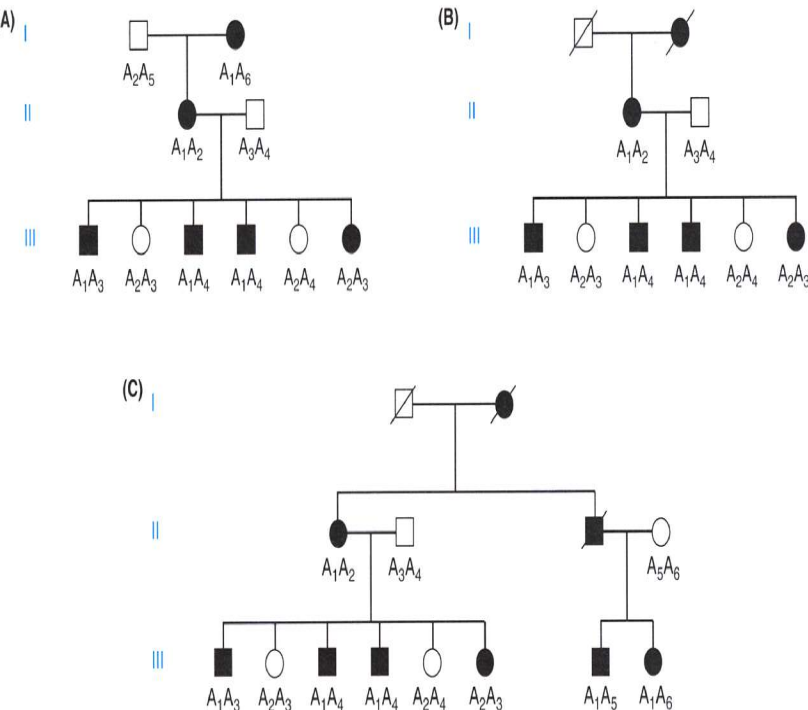 A)
(B)
I
I
A₂A₅ A₁A₆
II
II
A₁A₂ A₃A₄
A₁A₂ A₃A₄
III
III
A₁A₃ A₂A₃ A₁A₄ A₁A₄ A₂A₄ A₂A₃
A₁A₃ A₂A₃ A₁A₄ A₁A₄ A₂A₄ A₂A₃
(C)
I
II
A₁A₂ A₃A₄ A₅A₆
III
A₁A₃ A₂A₃ A₁A₄ A₁A₄ A₂A₄ A₂A₃ A₁A₅ A₁A₆